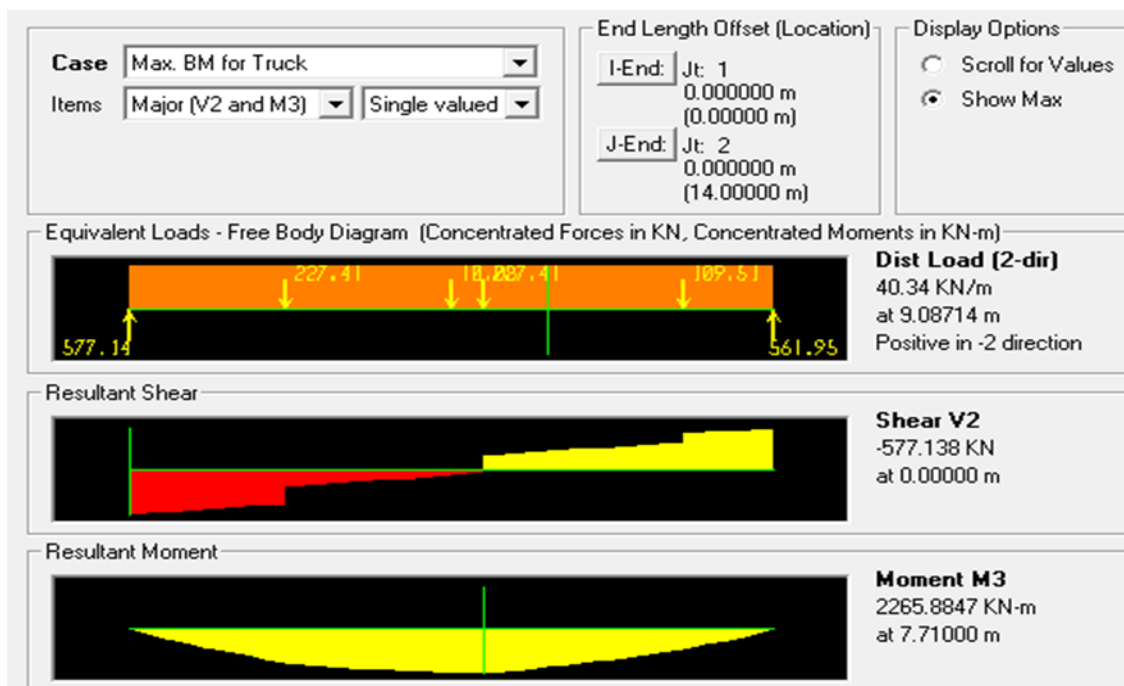 End Length Offset (Location)
Display Options
Case Max. BM for Truck
Items Major (V2 and M3) Single valued
I-End: Jt: 1
0.000000 m
(0.00000 m)
J-End: Jt: 2
0.000000 m
(14.00000 m)
Scroll for Values
Show Max
Equivalent Loads - Free Body Diagram (Concentrated Forces in KN, Concentrated Moments in KN-m)
227.41
109.51
577.14
561.95
Dist Load (2-dir)
40.34 KN/m
at 9.08714 m
Positive in -2 direction
Resultant Shear
Shear V2
-577.138 KN
at 0.00000 m
Resultant Moment
Moment M3
2265.8847 KN-m
at 7.71000 m